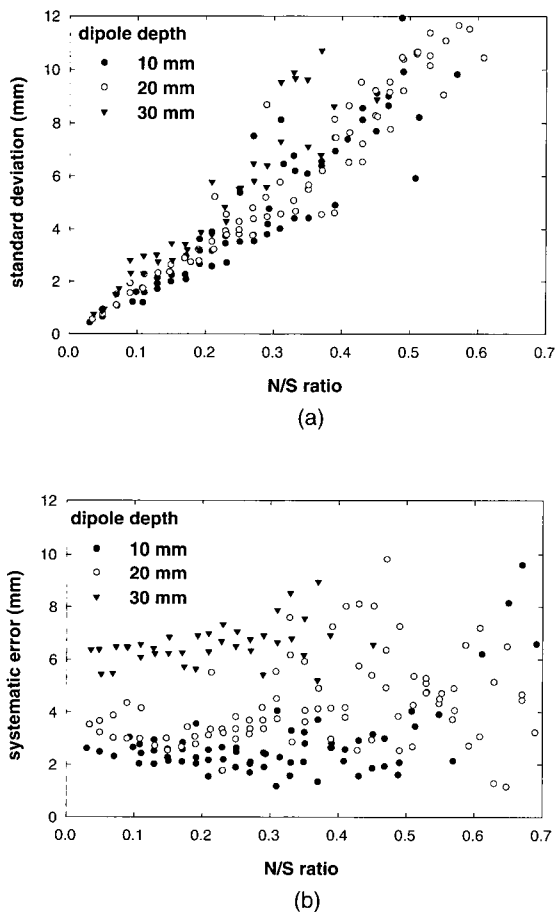 12
10
8
6
4
2
0
standard deviation (mm)
dipole depth
10 mm
20 mm
30 mm
0.0 0.1 0.2 0.3 0.4 0.5 0.6 0.7
N/S ratio
(a)
12
10
8
6
4
2
0
systematic error (mm)
dipole depth
10 mm
20 mm
30 mm
0.0 0.1 0.2 0.3 0.4 0.5 0.6 0.7
N/S ratio
(b)